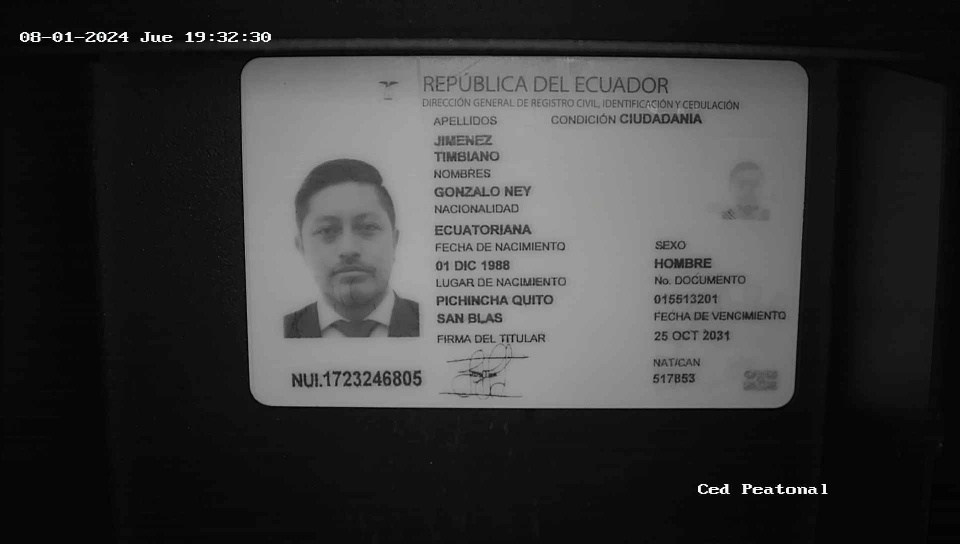 08-01-2024 Jue 19:32:30
REPÚBLICA DEL ECUADOR
DIRECCIÓN GENERAL DE REGISTRO CIVIL, IDENTIFICACIÓN Y CEDULACIÓN
APELLIDOS
CONDICIÓN CIUDADANIA
JIMENEZ
TIMBIANO
NOMBRES
GONZALO NEY
NACIONALIDAD
ECUATORIANA
FECHA DE NACIMIENTO
01 DIC 1988
LUGAR DE NACIMIENTO
PICHINCHA QUITO
SAN BLAS
FIRMA DEL TITULAR
SEXO
HOMBRE
No. DOCUMENTO
015513201
FECHA DE VENCIMIENTO
25 OCT 2031
NAT/CAN
517853
NUI.1723246805
Ced Peatonal